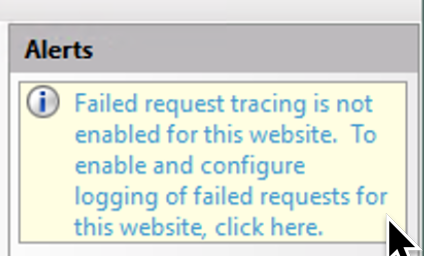 Alerts
Failed request tracing is not
enabled for this website.  To
enable and configure
logging of failed requests for
this website, click here.